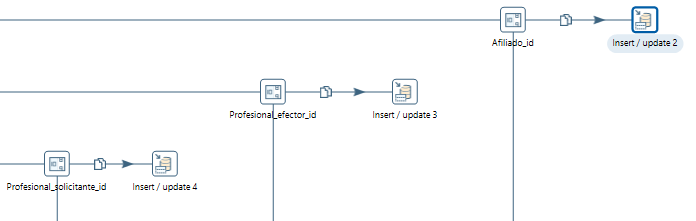 Afiliado_id
Insert / update 2
Profesional_efector_id
Insert / update 3
Profesional_solicitante_id
Insert / update 4